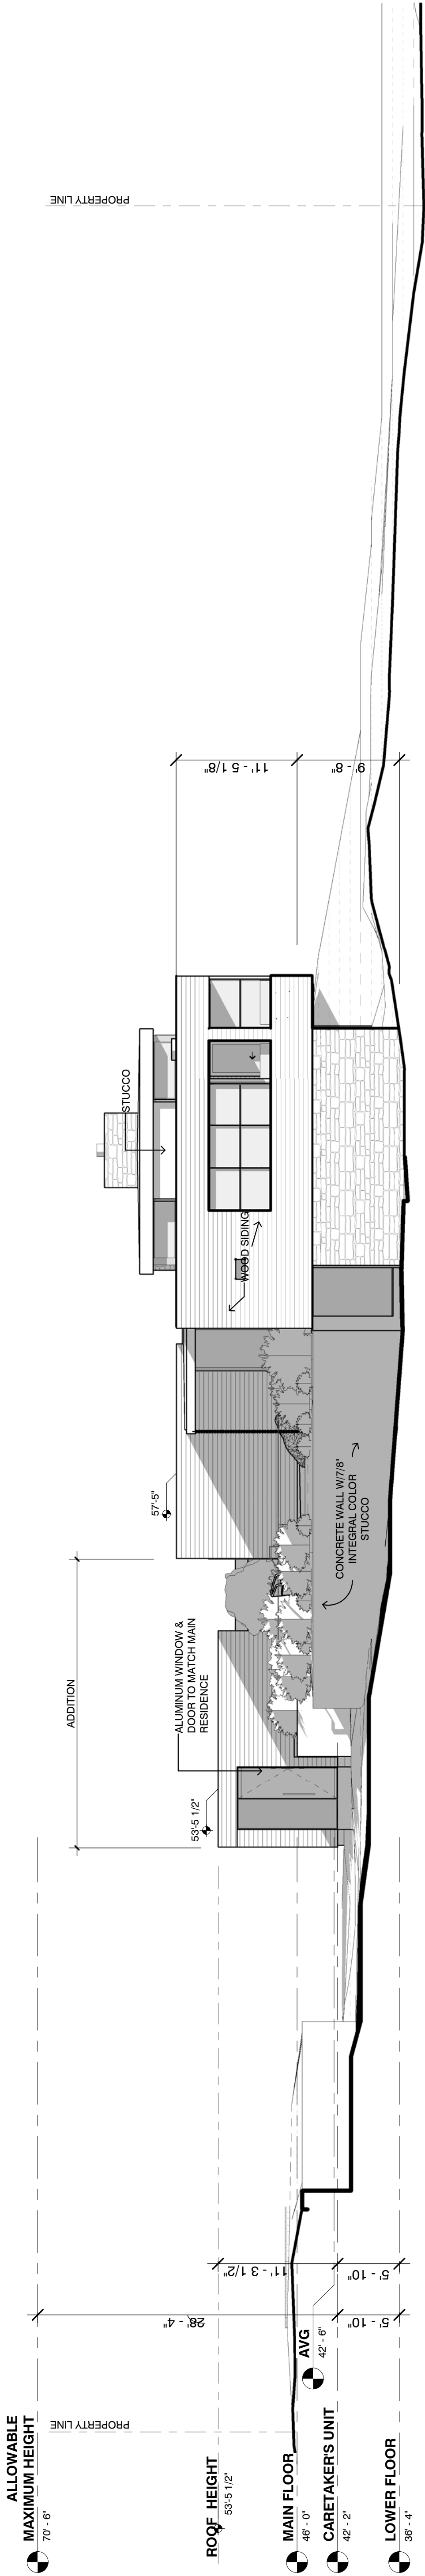 PROPERTY LINE
11' - 5 1/8"
9' - 8"
STUCCO
WOOD SIDING
57'-5"
CONCRETE WALL W/7/8"
INTEGRAL COLOR
STUCCO
ADDITION
ALUMINUM WINDOW &
DOOR TO MATCH MAIN
RESIDENCE
53'-5 1/2"
11' - 3 1/2"
5' - 10"
28' - 4"
5' - 10"
AVG
42' - 6"
PROPERTY LINE
ALLOWABLE
MAXIMUM HEIGHT
70' - 6"
ROOF HEIGHT
53'-5 1/2"
MAIN FLOOR
46' - 0"
CARETAKER'S UNIT
42' - 2"
LOWER FLOOR
36' - 4"